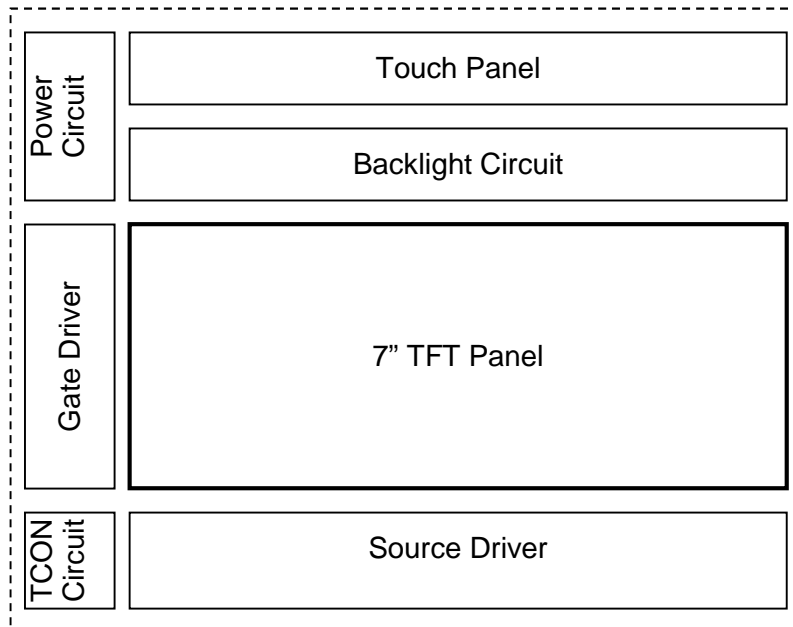 Power
Circuit
Touch Panel
Backlight Circuit
Gate Driver
7” TFT Panel
TCON
Circuit
Source Driver